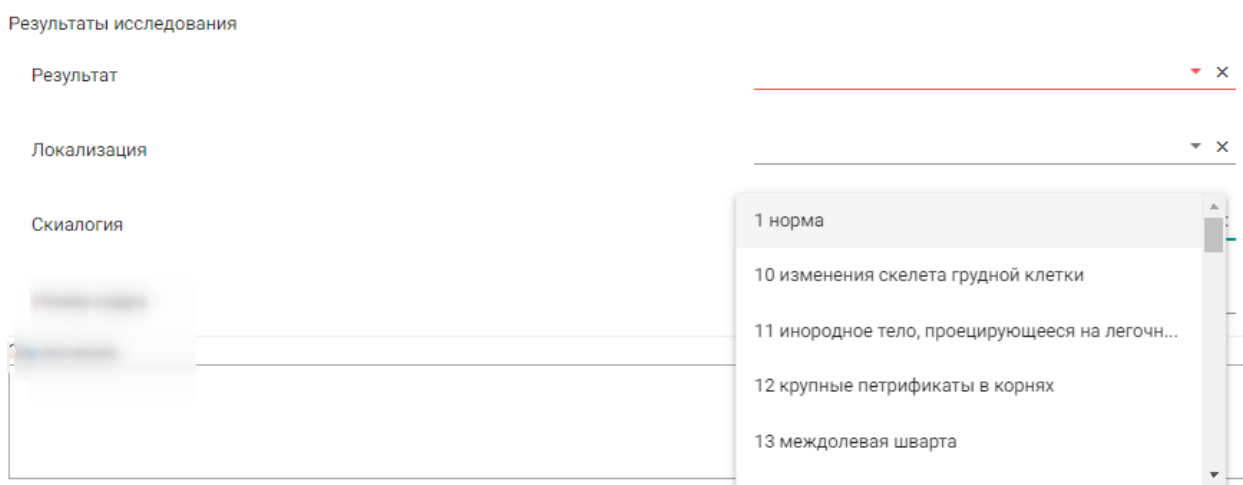 Результаты исследования
Результат
Локализация
Скиалогия
1 норма
10 изменения скелета грудной клетки
11 инородное тело, проецирующееся на легочн...
12 крупные петрификаты в корнях
13 междолевая шварта